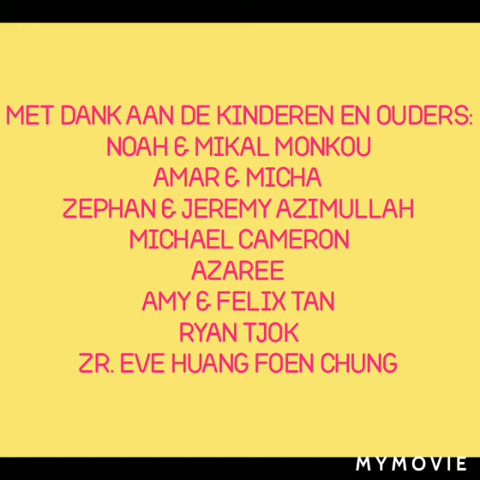 MET DANK AAN DE KINDEREN EN OUDERS:
NOAH & MIKAL MONKOU
AMAR & MICHA
ZEPHAN & JEREMY AZIMULLAH
MICHAEL CAMERON
AZAREE
AMY & FELIX TAN
RYAN TJOK
ZR. EVE HUANG FOEN CHUNG
MYMOVIE